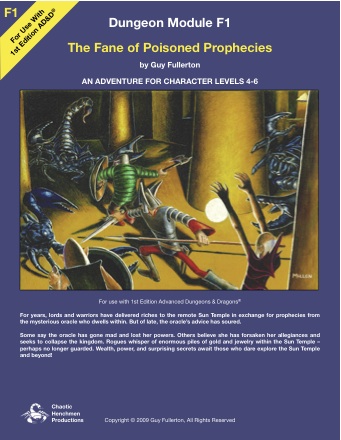 F1
For Use With
1st Edition AD&D®
Dungeon Module F1
The Fane of Poisoned Prophecies
by Guy Fullerton
AN ADVENTURE FOR CHARACTER LEVELS 4-6
For use with 1st Edition Advanced Dungeons & Dragons®
For years, lords and warriors have delivered riches to the remote Sun Temple in exchange for prophecies from
the mysterious oracle who dwells within. But of late, the oracle's advice has soured.
Some say the oracle has gone mad and lost her powers. Others believe she has forsaken her allegiances and
seeks to collapse the kingdom. Rogues whisper of enormous piles of gold and jewelry within the Sun Temple –
perhaps no longer guarded. Wealth, power, and surprising secrets await those who dare explore the Sun Temple
and beyond!
Chaotic
Henchmen
Productions
Copyright © 2009 Guy Fullerton, All Rights Reserved